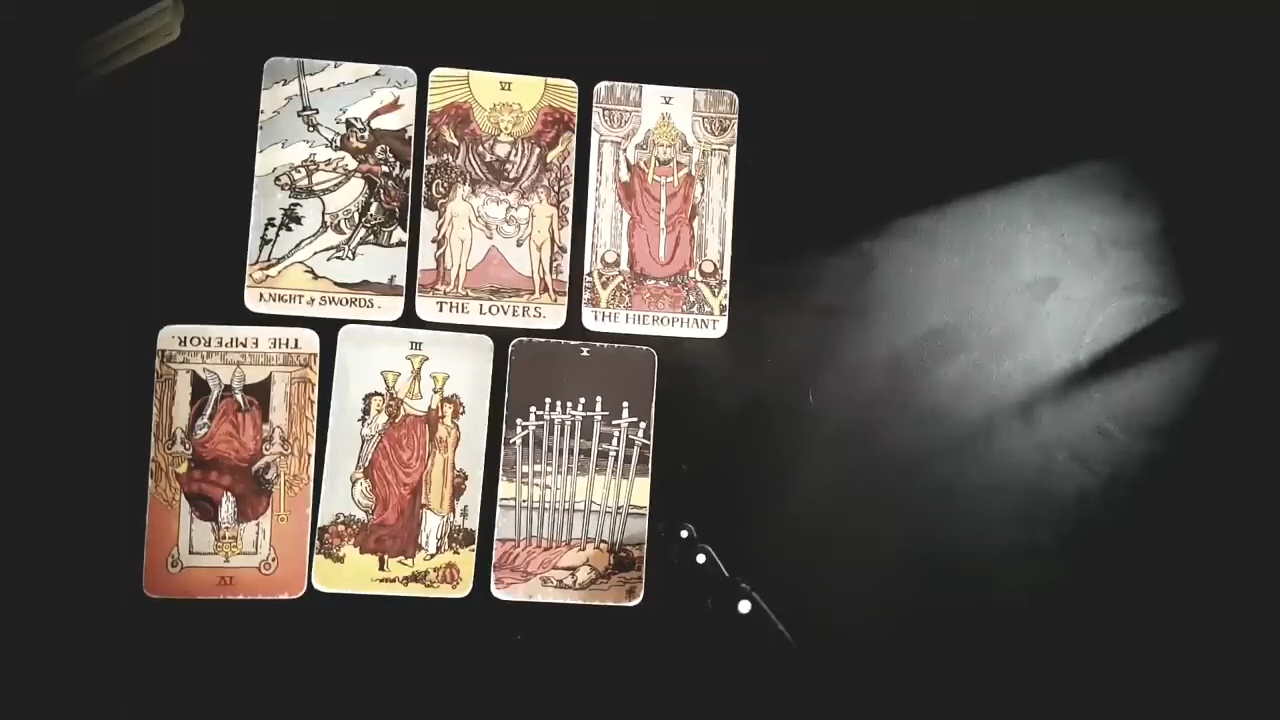 KNIGHT of SWORDS.
VI
THE LOVERS.
V
THE HIEROPHANT
THE EMPEROR.
IV
III
X